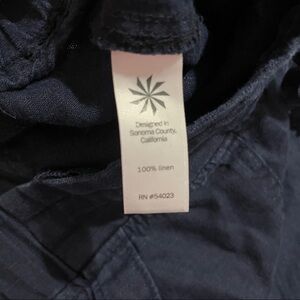 Designed in
Sonoma County,
California
100% linen
RN #54023